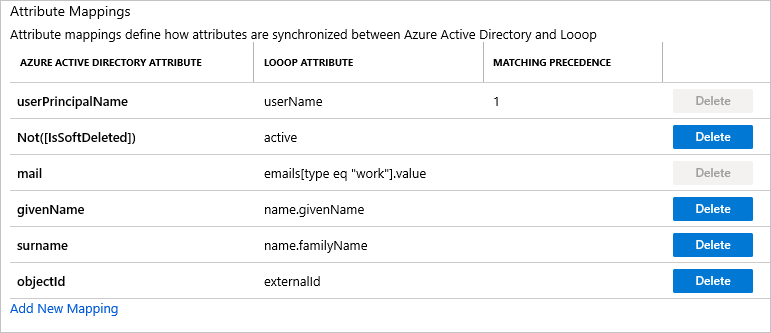 Attribute Mappings
Attribute mappings define how attributes are synchronized between Azure Active Directory and Looop
AZURE ACTIVE DIRECTORY ATTRIBUTE LOOOP ATTRIBUTE MATCHING PRECEDENCE
userPrincipalName userName 1 Delete
Not([IsSoftDeleted]) active Delete
mail emails[type eq "work"].value Delete
givenName name.givenName Delete
surname name.familyName Delete
objectId externalId Delete
Add New Mapping